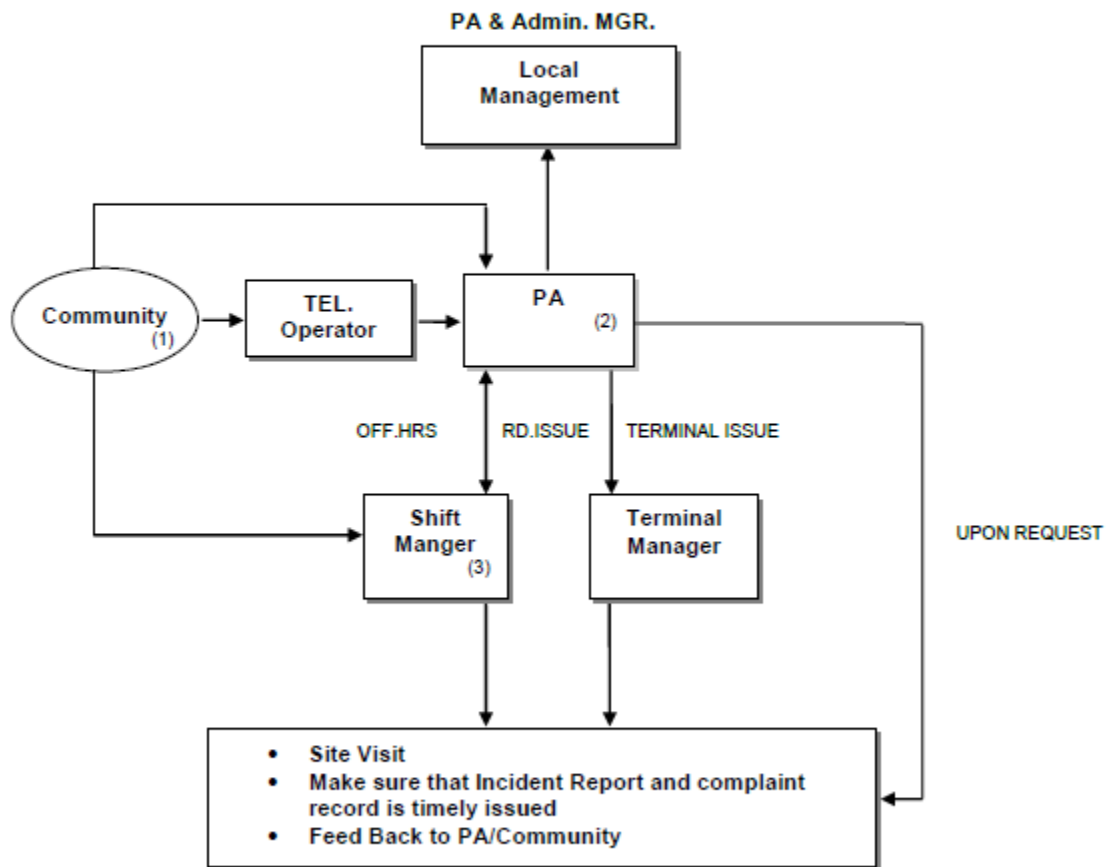 PA & Admin. MGR.
Local
Management
Community
(1)
TEL.
Operator
PA
(2)
OFF.HRS
RD.ISSUE
TERMINAL ISSUE
Shift
Manger
(3)
Terminal
Manager
UPON REQUEST
• Site Visit
• Make sure that Incident Report and complaint
record is timely issued
• Feed Back to PA/Community